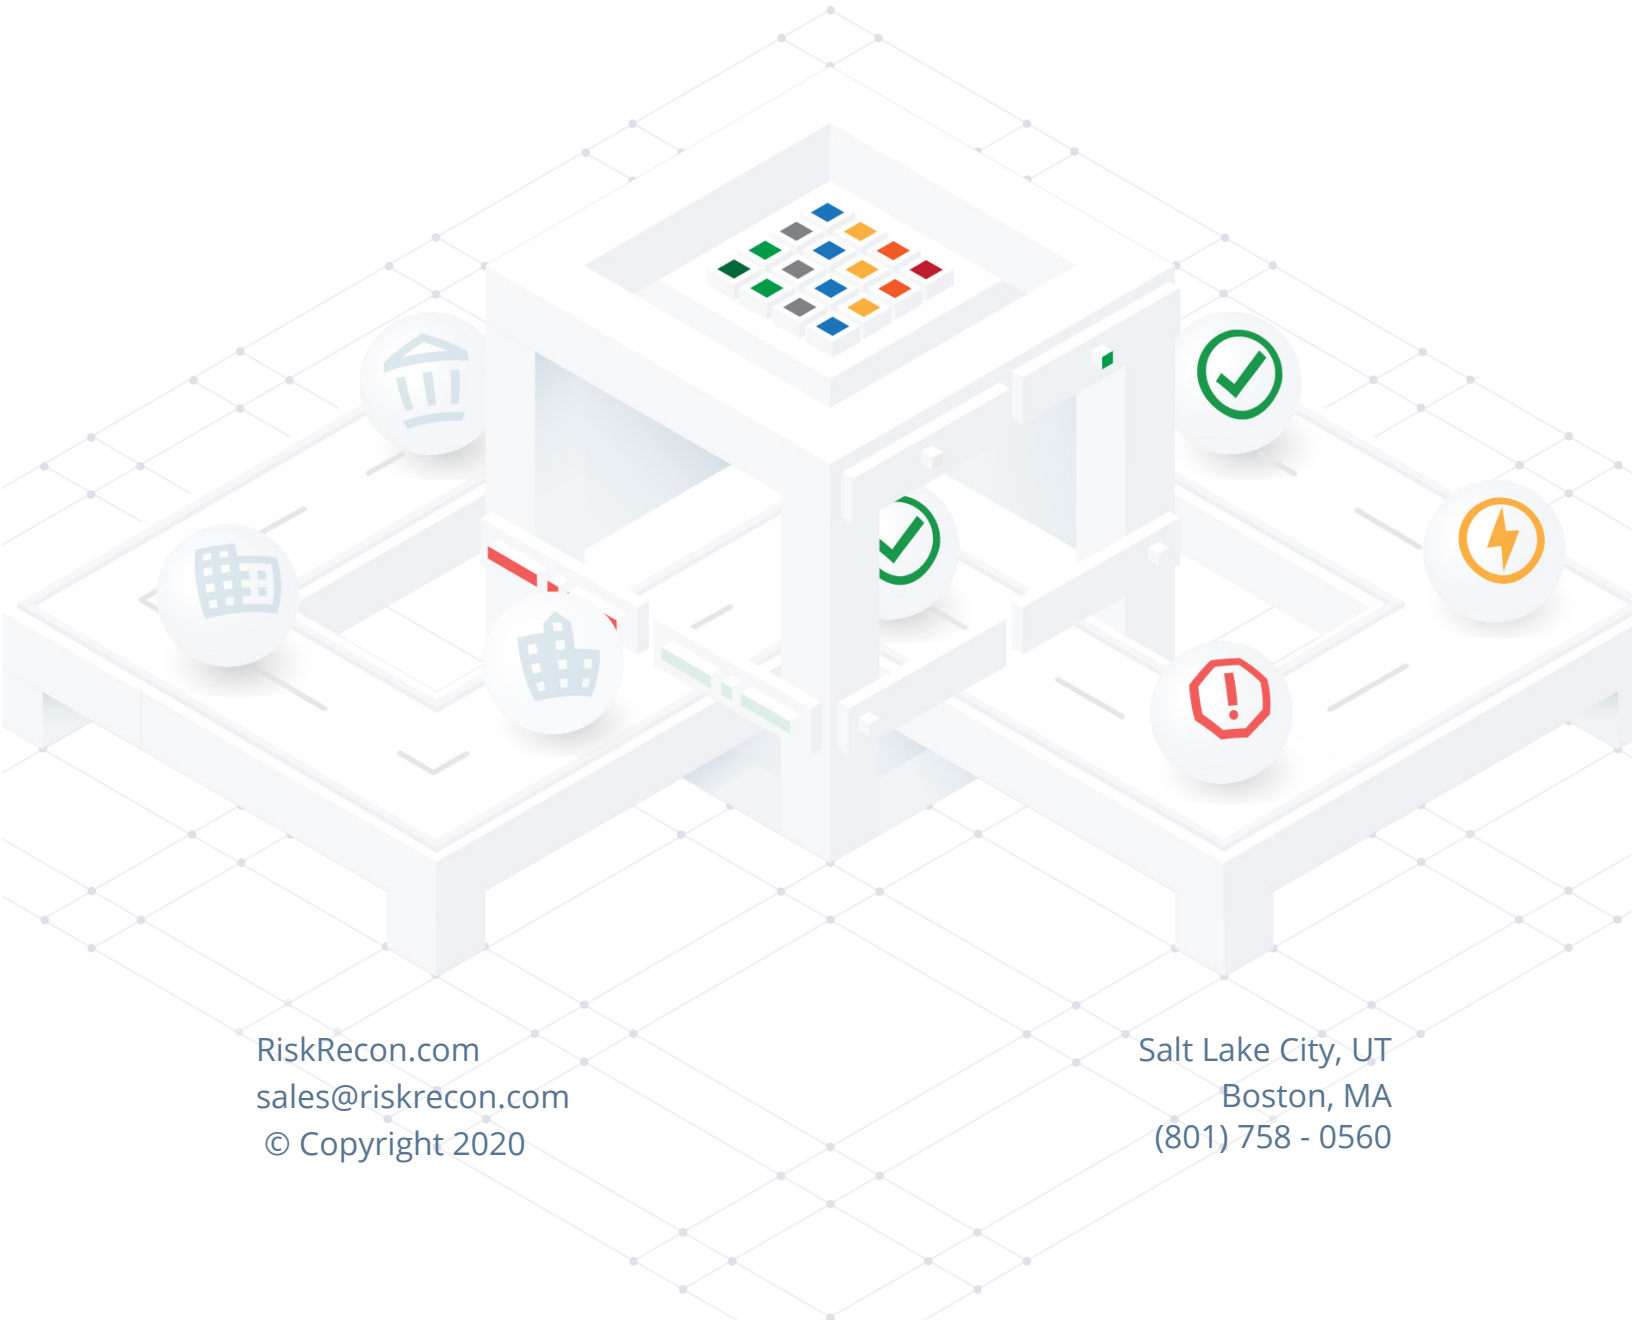 RiskRecon.com
sales@riskrecon.com
© Copyright 2020
Salt Lake City, UT
Boston, MA
(801) 758 - 0560